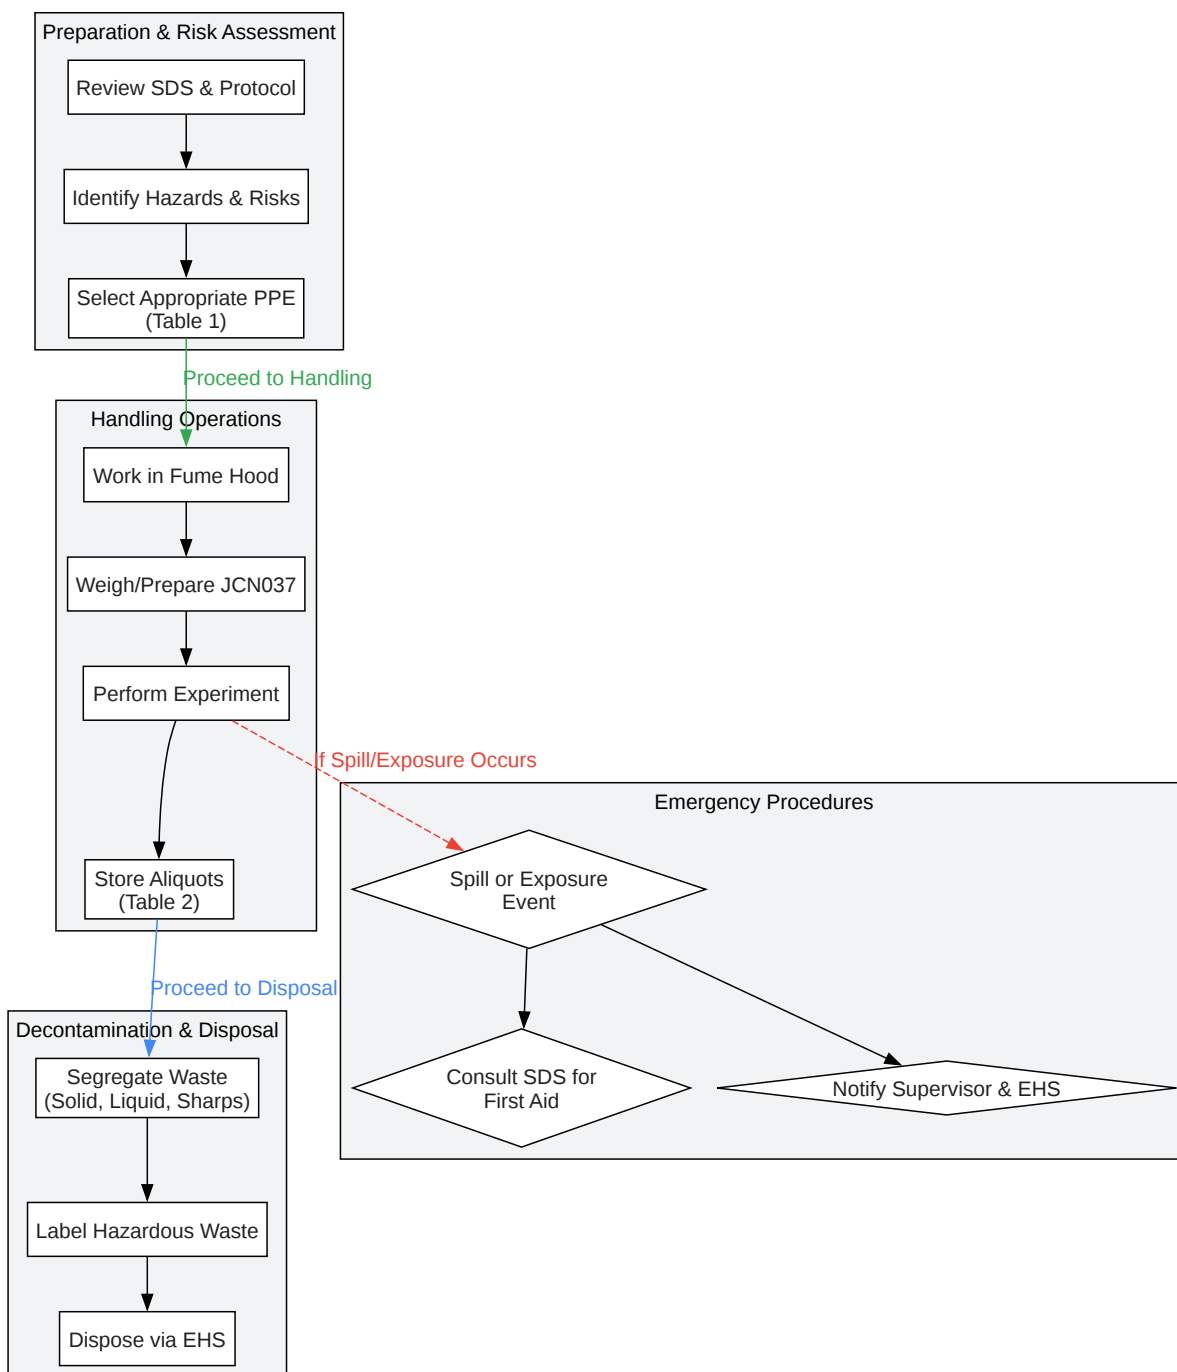 Preparation & Risk Assessment
Review SDS & Protocol
Identify Hazards & Risks
Select Appropriate PPE
(Table 1)
Proceed to Handling
Handling Operations
Work in Fume Hood
Weigh/Prepare JCN037
Perform Experiment
If Spill/Exposure Occurs
Emergency Procedures
Spill or Exposure
Event
Store Aliquots
(Table 2)
Proceed to Disposal
Decontamination & Disposal
Segregate Waste
(Solid, Liquid, Sharps)
Consult SDS for
First Aid
Notify Supervisor & EHS
Label Hazardous Waste
Dispose via EHS